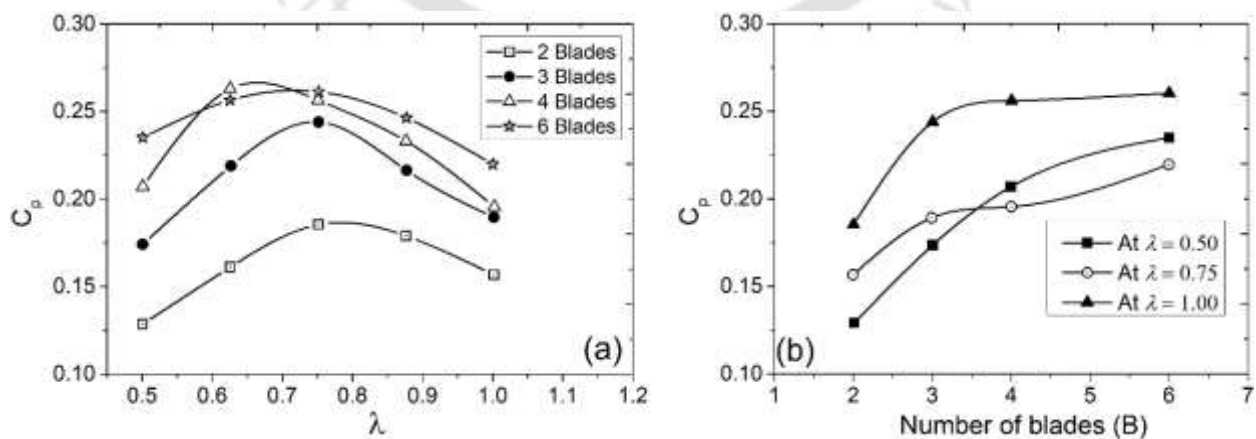 0.30
0.25
0.20
0.15
0.10
Cp
0.5 0.6 0.7 0.8 0.9 1.0 1.1 1.2
λ
2 Blades
3 Blades
4 Blades
6 Blades
(a)
0.30
0.25
0.20
0.15
0.10
Cp
1 2 3 4 5 6 7
Number of blades (B)
At λ = 0.50
At λ = 0.75
At λ = 1.00
(b)